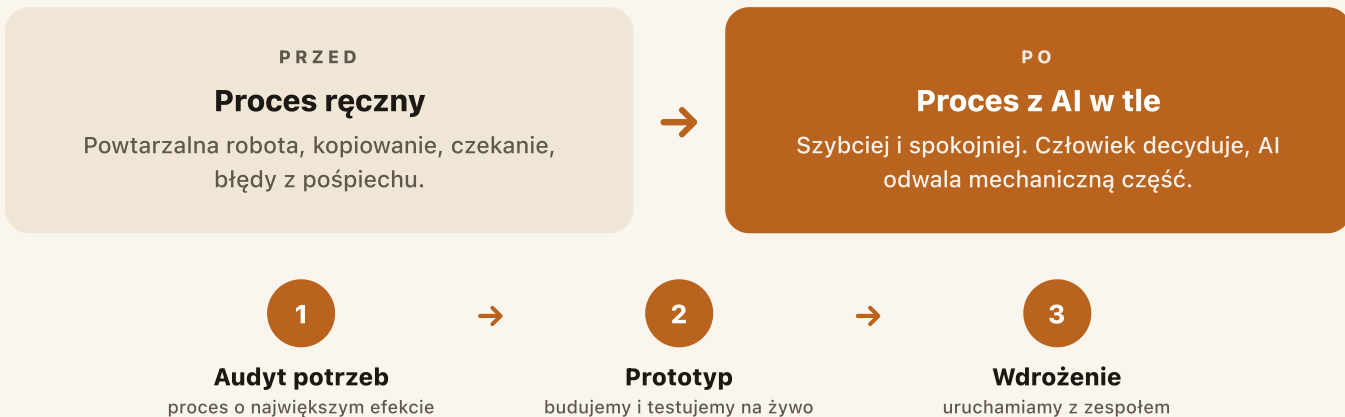 PRZED
Proces ręczny
Powtarzalna robota, kopiowanie, czekanie,
błędy z pośpiechu.
PO
Proces z AI w tle
Szybciej i spokojniej. Człowiek decyduje, AI
odwala mechaniczną część.
1
Audyt potrzeb
proces o największym efekcie
2
Prototyp
budujemy i testujemy na żywo
3
Wdrożenie
uruchamiamy z zespołem